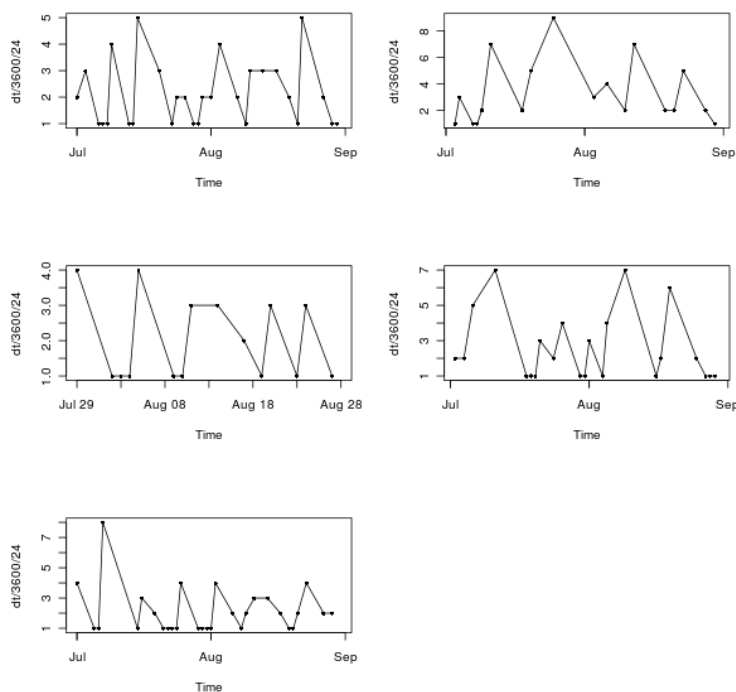 dt/3600/24
5
4
3
2
1
Jul Aug Sep
Time
dt/3600/24
8
6
4
2
Jul Aug Sep
Time
dt/3600/24
4.0
3.0
2.0
1.0
Jul 29 Aug 08 Aug 18 Aug 28
Time
dt/3600/24
7
5
3
1
Jul Aug Sep
Time
dt/3600/24
7
5
3
1
Jul Aug Sep
Time